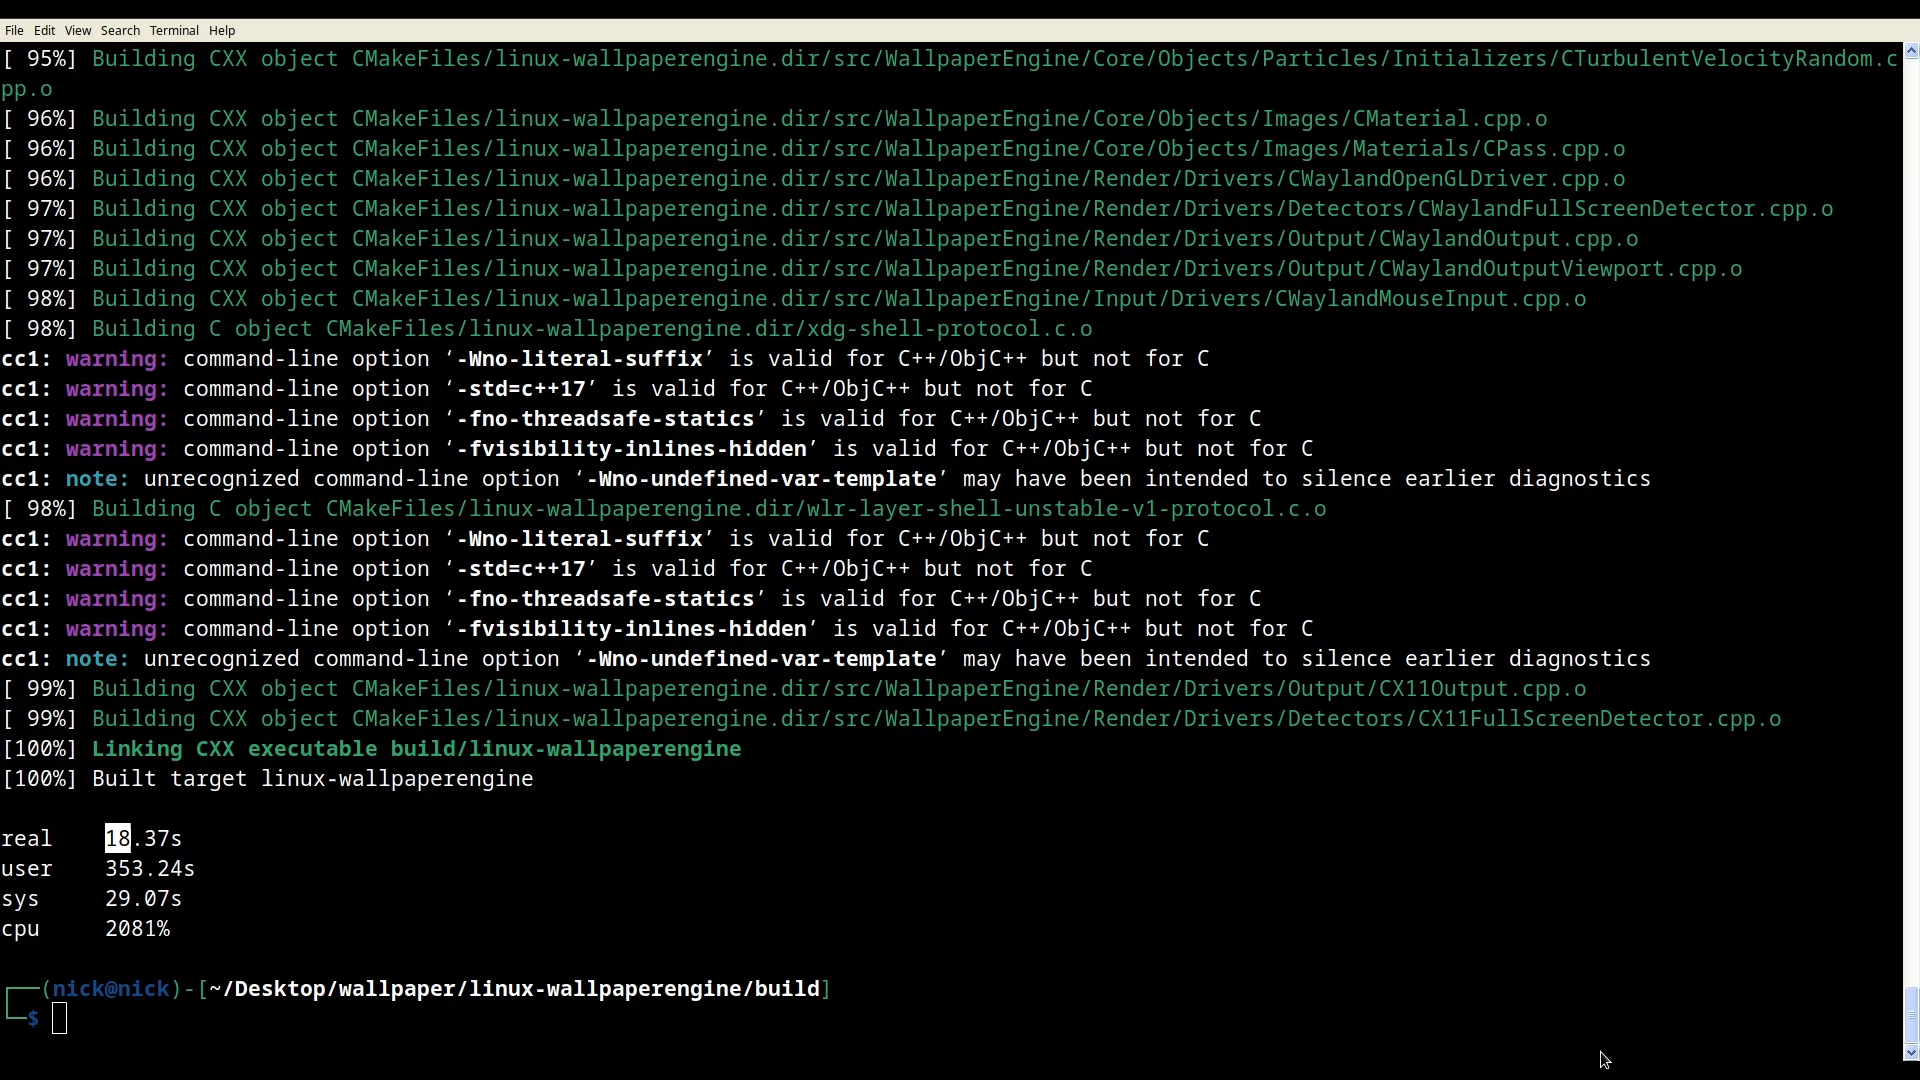 File Edit View Search Terminal Help
[ 95%] Building CXX object CMakeFiles/linux-wallpaperengine.dir/src/WallpaperEngine/Core/Objects/Particles/Initializers/CTurbulentVelocityRandom.c
pp.o
[ 96%] Building CXX object CMakeFiles/linux-wallpaperengine.dir/src/WallpaperEngine/Core/Objects/Images/CMaterial.cpp.o
[ 96%] Building CXX object CMakeFiles/linux-wallpaperengine.dir/src/WallpaperEngine/Core/Objects/Images/Materials/CPass.cpp.o
[ 96%] Building CXX object CMakeFiles/linux-wallpaperengine.dir/src/WallpaperEngine/Render/Drivers/CWaylandOpenGLDriver.cpp.o
[ 97%] Building CXX object CMakeFiles/linux-wallpaperengine.dir/src/WallpaperEngine/Render/Drivers/Detectors/CWaylandFullScreenDetector.cpp.o
[ 97%] Building CXX object CMakeFiles/linux-wallpaperengine.dir/src/WallpaperEngine/Render/Drivers/Output/CWaylandOutput.cpp.o
[ 97%] Building CXX object CMakeFiles/linux-wallpaperengine.dir/src/WallpaperEngine/Render/Drivers/Output/CWaylandOutputViewport.cpp.o
[ 98%] Building CXX object CMakeFiles/linux-wallpaperengine.dir/src/WallpaperEngine/Input/Drivers/CWaylandMouseInput.cpp.o
[ 98%] Building C object CMakeFiles/linux-wallpaperengine.dir/xdg-shell-protocol.c.o
cc1: warning: command-line option ‘-Wno-literal-suffix’ is valid for C++/ObjC++ but not for C
cc1: warning: command-line option ‘-std=c++17’ is valid for C++/ObjC++ but not for C
cc1: warning: command-line option ‘-fno-threadsafe-statics’ is valid for C++/ObjC++ but not for C
cc1: warning: command-line option ‘-fvisibility-inlines-hidden’ is valid for C++/ObjC++ but not for C
cc1: note: unrecognized command-line option ‘-Wno-undefined-var-template’ may have been intended to silence earlier diagnostics
[ 98%] Building C object CMakeFiles/linux-wallpaperengine.dir/wlr-layer-shell-unstable-v1-protocol.c.o
cc1: warning: command-line option ‘-Wno-literal-suffix’ is valid for C++/ObjC++ but not for C
cc1: warning: command-line option ‘-std=c++17’ is valid for C++/ObjC++ but not for C
cc1: warning: command-line option ‘-fno-threadsafe-statics’ is valid for C++/ObjC++ but not for C
cc1: warning: command-line option ‘-fvisibility-inlines-hidden’ is valid for C++/ObjC++ but not for C
cc1: note: unrecognized command-line option ‘-Wno-undefined-var-template’ may have been intended to silence earlier diagnostics
[ 99%] Building CXX object CMakeFiles/linux-wallpaperengine.dir/src/WallpaperEngine/Render/Drivers/Output/CX11Output.cpp.o
[ 99%] Building CXX object CMakeFiles/linux-wallpaperengine.dir/src/WallpaperEngine/Render/Drivers/Detectors/CX11FullScreenDetector.cpp.o
[100%] Linking CXX executable build/linux-wallpaperengine
[100%] Built target linux-wallpaperengine
real 18.37s
user 353.24s
sys 29.07s
cpu 2081%
┌──(nick@nick)-[~/Desktop/wallpaper/linux-wallpaperengine/build]
└─$